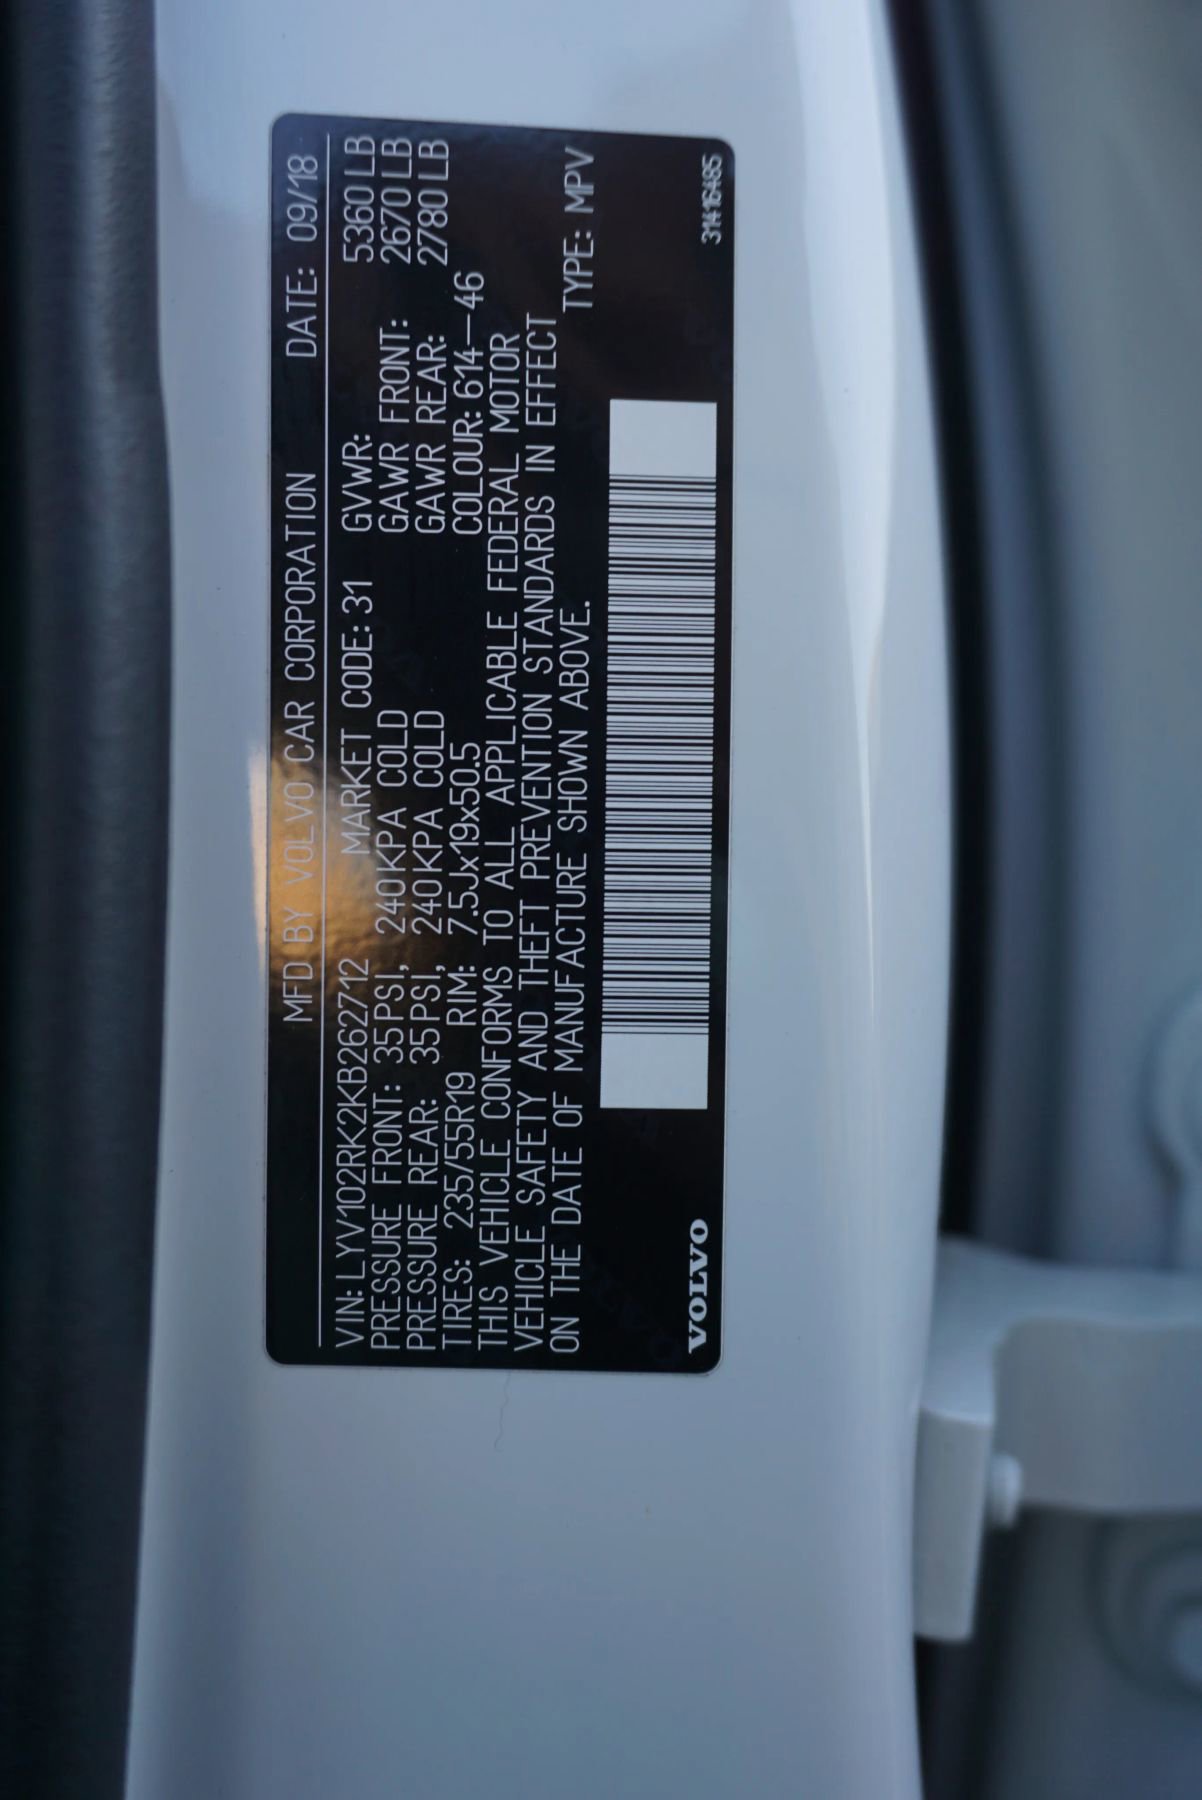 MFD BY VOLVO CAR CORPORATION DATE: 09/18
VIN: LYV102RK2KB262712 MARKET CODE: 31 GVWR: 5360 LB
PRESSURE FRONT: 35 PSI, 240 KPA COLD GAWR FRONT: 2670 LB
PRESSURE REAR: 35 PSI, 240 KPA COLD GAWR REAR: 2780 LB
TIRES: 235/55R19 RIM: 7.5Jx19x50.5 COLOUR: 614—46
THIS VEHICLE CONFORMS TO ALL APPLICABLE FEDERAL MOTOR
VEHICLE SAFETY AND THEFT PREVENTION STANDARDS IN EFFECT
ON THE DATE OF MANUFACTURE SHOWN ABOVE. TYPE: MPV
VOLVO 31416485